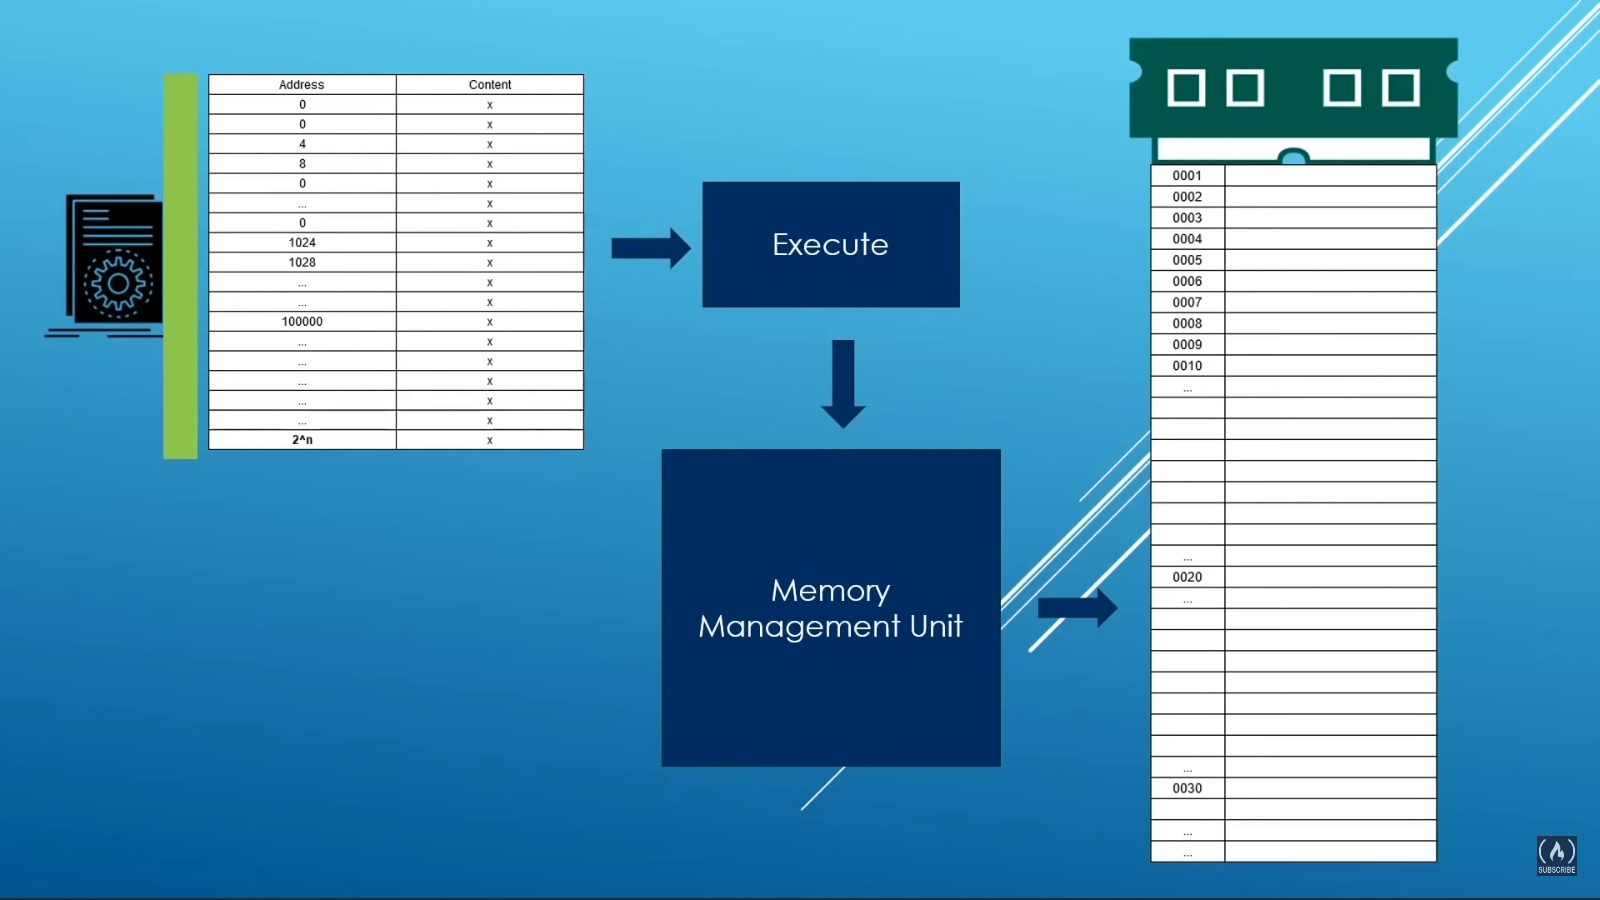 Address Content
0 x
0 x
4 x
8 x
0 x
... x
0 x
1024 x
1028 x
... x
... x
100000 x
... x
... x
... x
... x
... x
2^n x
Execute
Memory
Management Unit
0001
0002
0003
0004
0005
0006
0007
0008
0009
0010
...
...
0020
...
...
0030
...
...
SUBSCRIBE